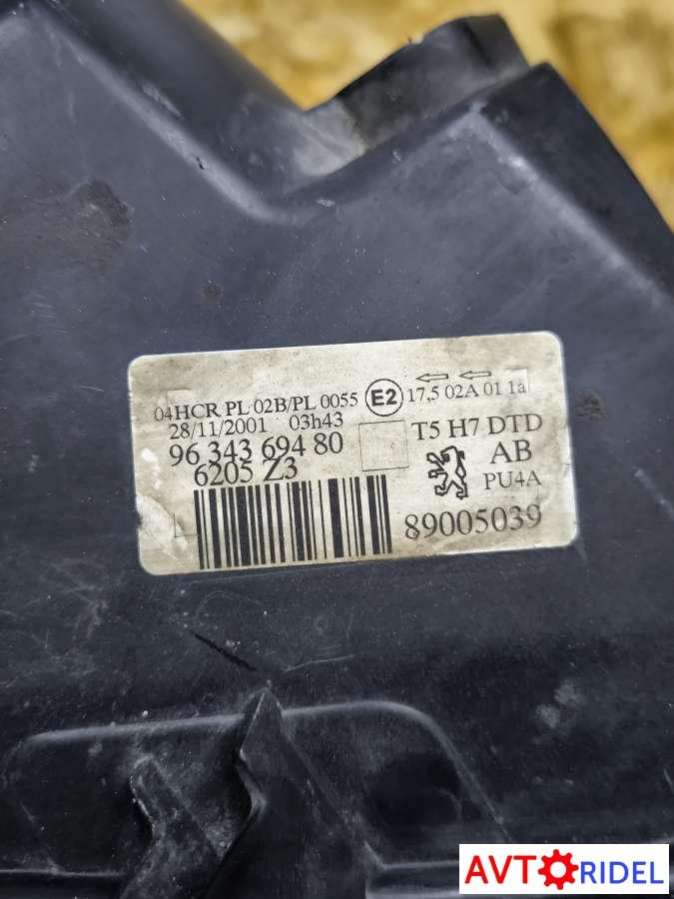 04HCR PL 02B/PL 0055 E2 17,5 02A 01 1a
28/11/2001 03h43
96 343 694 80
6205 Z3
T5 H7 DTD
AB
PU4A
89005039
AVTORIDEL